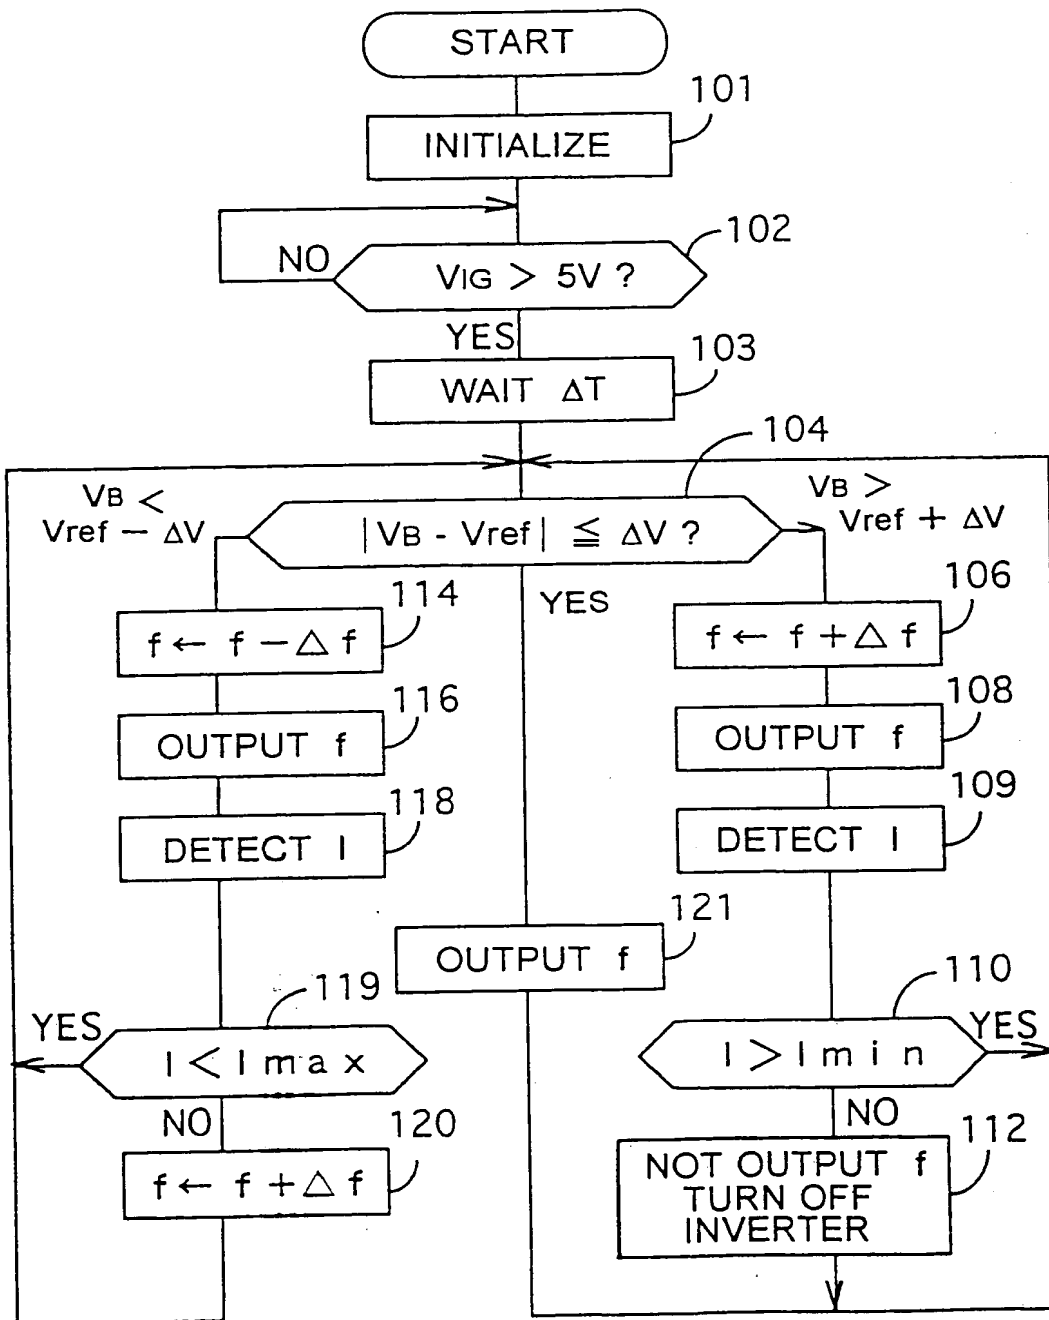 START
101
INITIALIZE
102
NO
VIG > 5V ?
YES
103
WAIT ΔT
104
VB <
Vref − ΔV
|VB - Vref| ≦ ΔV ?
VB >
Vref + ΔV
YES
114
f ← f − Δ f
106
f ← f + Δ f
116
OUTPUT f
108
OUTPUT f
118
DETECT I
109
DETECT I
121
OUTPUT f
119
YES
I < I m a x
110
YES
I > I m i n
NO
120
f ← f + Δ f
NO
112
NOT OUTPUT f
TURN OFF
INVERTER